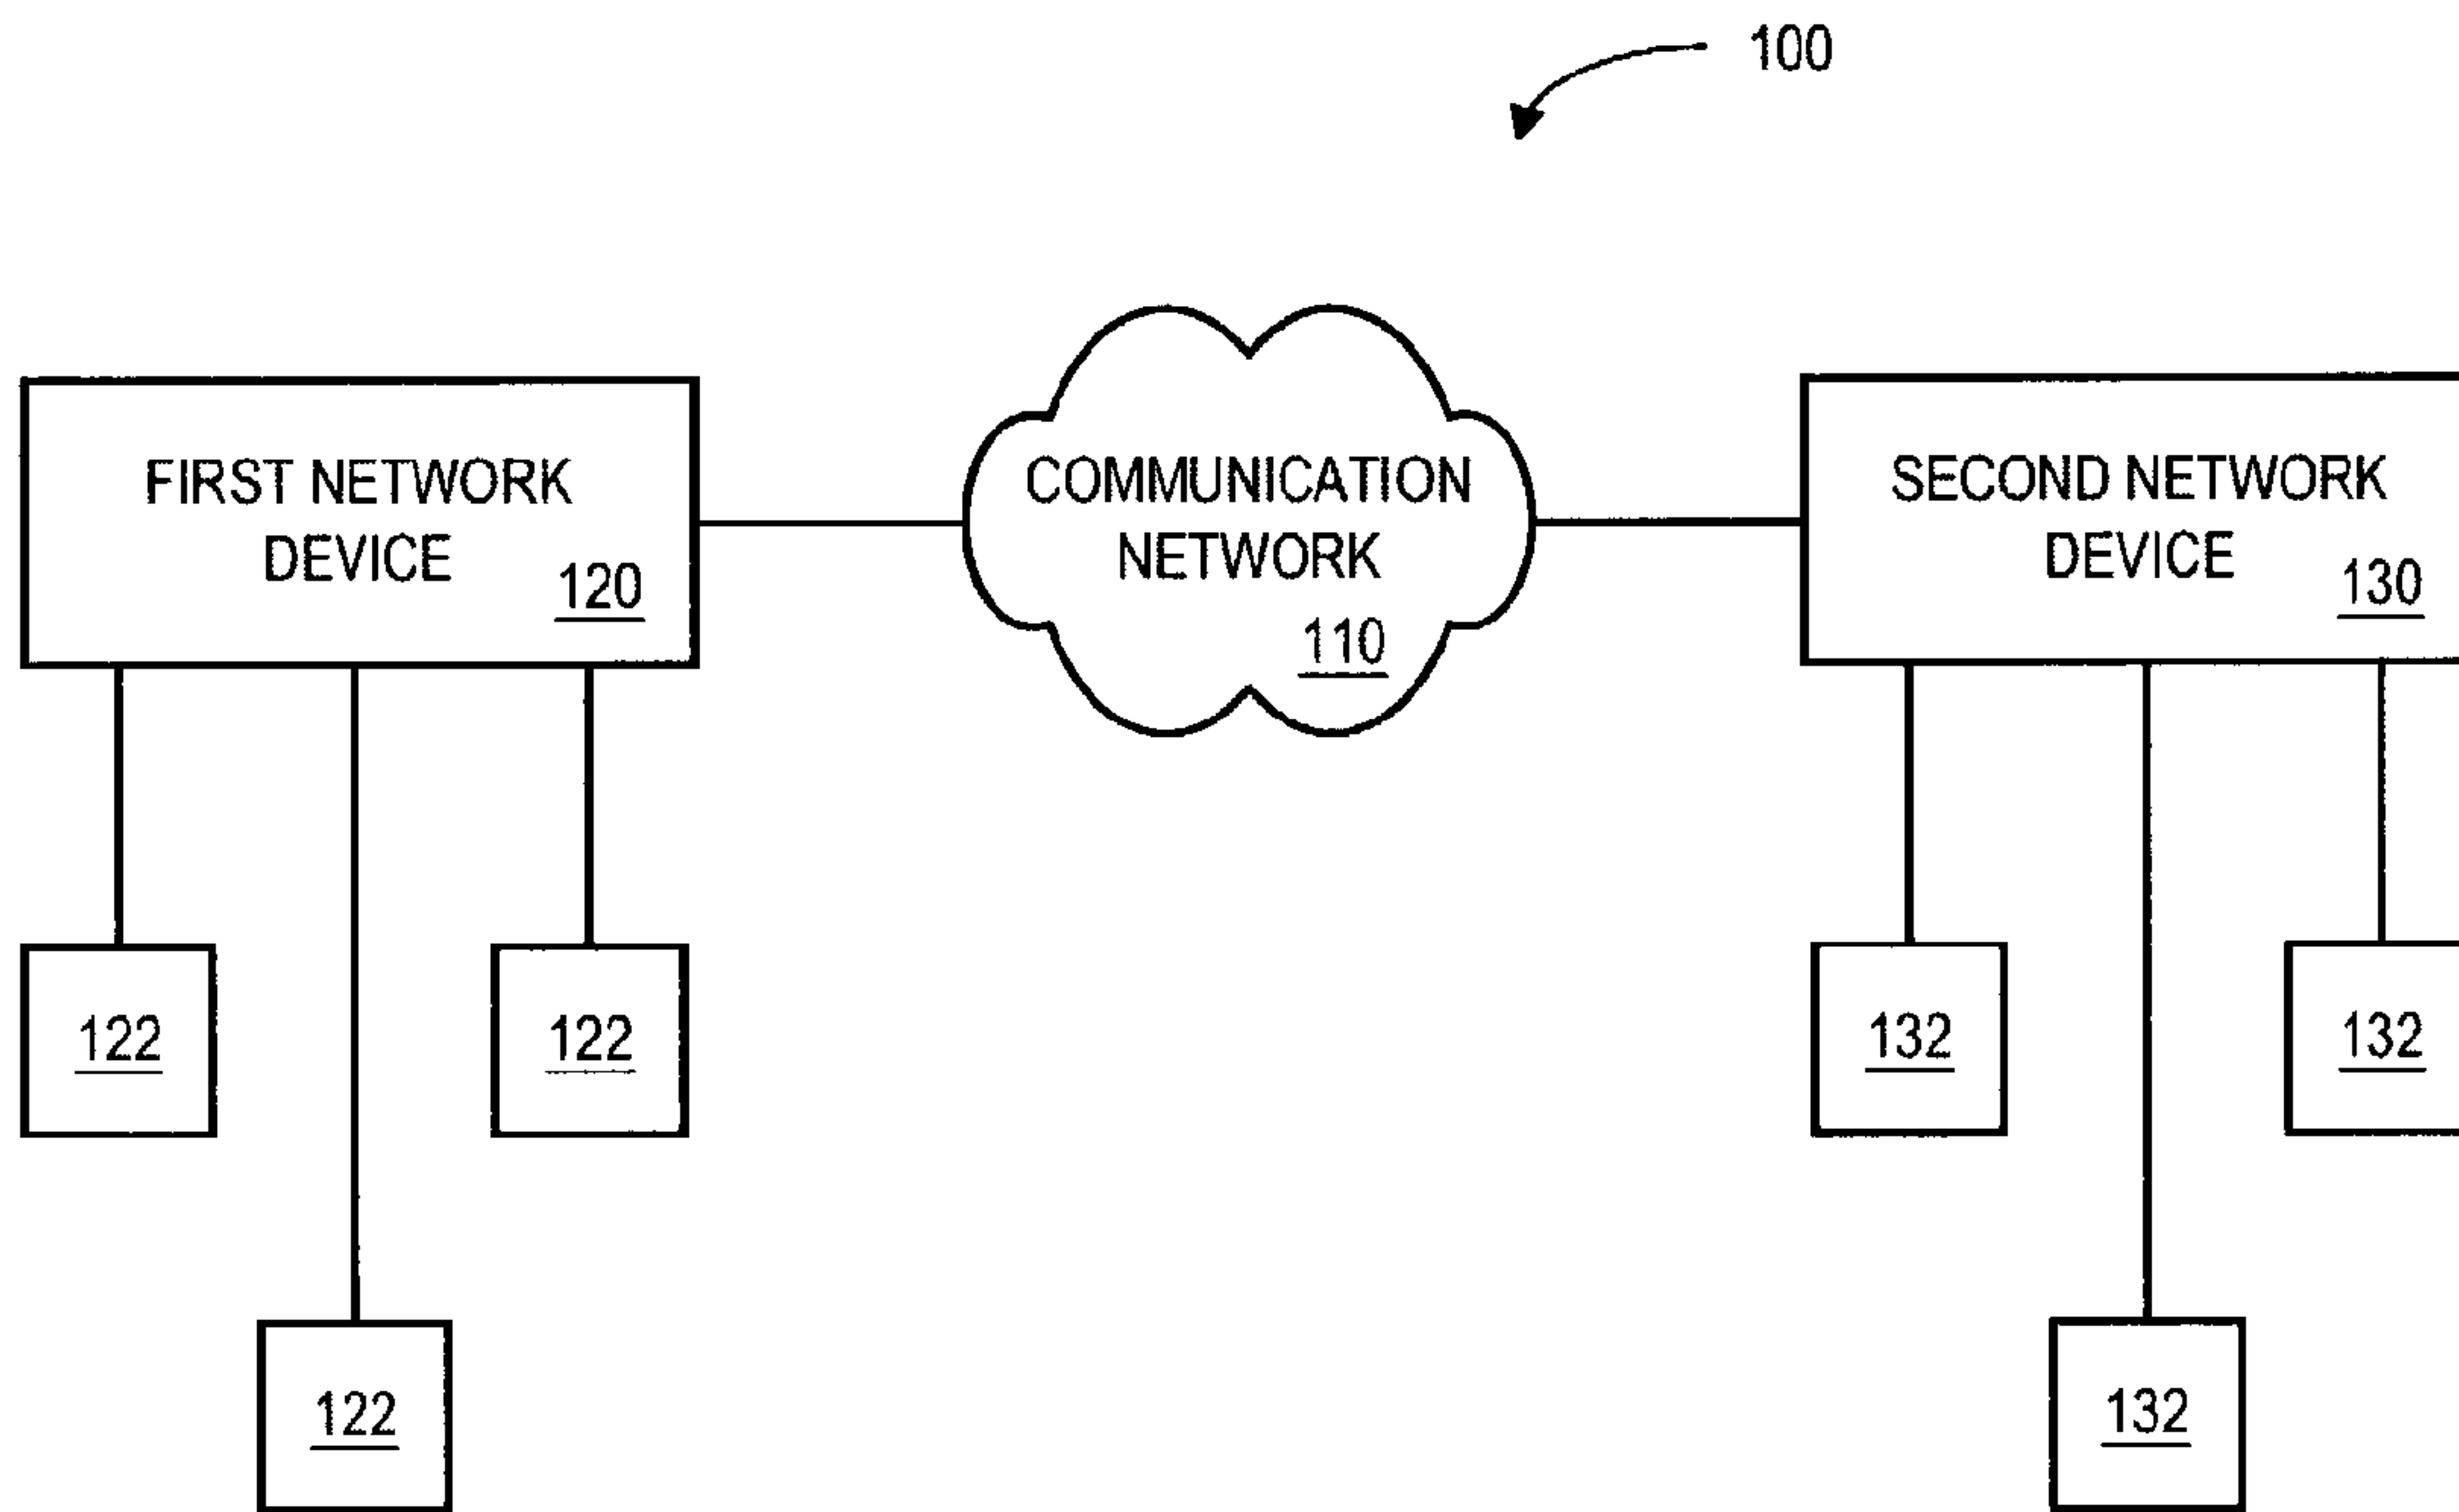 100
FIRST NETWORK
DEVICE
120
COMMUNICATION
NETWORK
110
SECOND NETWORK
DEVICE
130
122
122
132
132
122
132